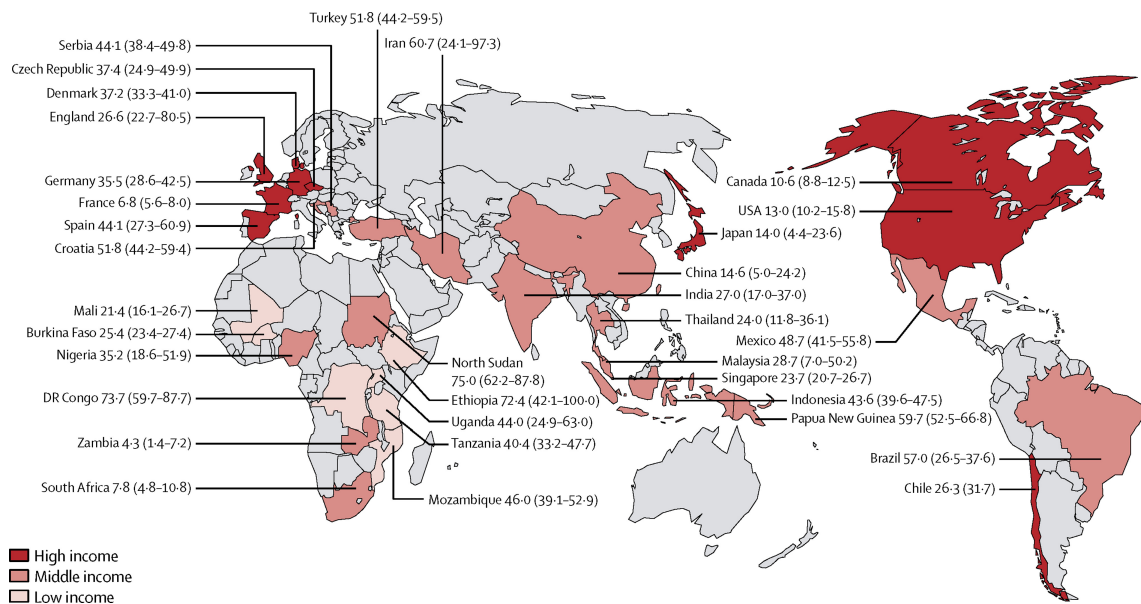 Turkey 51·8 (44·2–59·5)
Serbia 44·1 (38·4–49·8)
Iran 60·7 (24·1–97·3)
Czech Republic 37·4 (24·9–49·9)
Denmark 37·2 (33·3–41·0)
England 26·6 (22·7–80·5)
Germany 35·5 (28·6–42·5)
France 6·8 (5·6–8·0)
Spain 44·1 (27·3–60·9)
Croatia 51·8 (44·2–59·4)
Mali 21·4 (16·1–26·7)
Burkina Faso 25·4 (23·4–27·4)
Nigeria 35·2 (18·6–51·9)
DR Congo 73·7 (59·7–87·7)
Zambia 4·3 (1·4–7·2)
South Africa 7·8 (4·8–10·8)
North Sudan
75·0 (62·2–87·8)
Ethiopia 72·4 (42·1–100·0)
Uganda 44·0 (24·9–63·0)
Tanzania 40·4 (33·2–47·7)
Mozambique 46·0 (39·1–52·9)
Canada 10·6 (8·8–12·5)
USA 13·0 (10·2–15·8)
Japan 14·0 (4·4–23·6)
China 14·6 (5·0–24·2)
India 27·0 (17·0–37·0)
Thailand 24·0 (11·8–36·1)
Mexico 48·7 (41·5–55·8)
Malaysia 28·7 (7·0–50·2)
Singapore 23·7 (20·7–26·7)
Indonesia 43·6 (39·6–47·5)
Papua New Guinea 59·7 (52·5–66·8)
Brazil 57·0 (26·5–37·6)
Chile 26·3 (31·7)
High income
Middle income
Low income